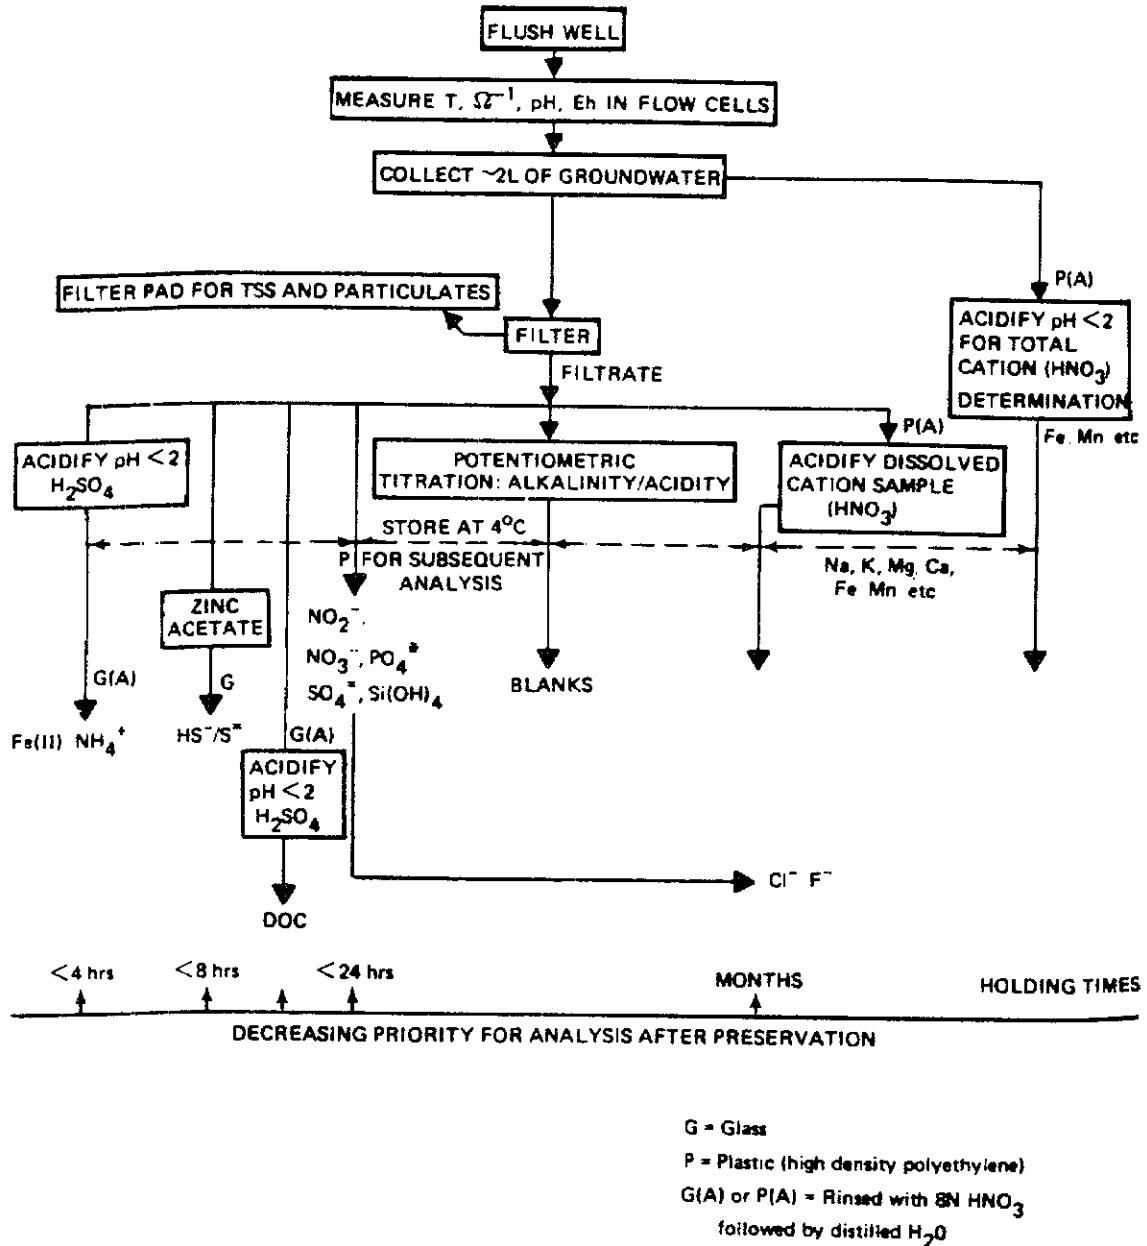 FLUSH WELL
MEASURE T, Ω⁻¹, pH, Eh IN FLOW CELLS
COLLECT ~2L OF GROUNDWATER
FILTER PAD FOR TSS AND PARTICULATES
FILTER
FILTRATE
P(A)
ACIDIFY pH <2
FOR TOTAL
CATION (HNO₃)
DETERMINATION
Fe, Mn etc
ACIDIFY pH <2
H₂SO₄
POTENTIOMETRIC
TITRATION: ALKALINITY/ACIDITY
P(A)
ACIDIFY DISSOLVED
CATION SAMPLE
(HNO₃)
STORE AT 4°C
P FOR SUBSEQUENT
ANALYSIS
Na, K, Mg, Ca,
Fe Mn etc
ZINC
ACETATE
NO₂⁻,
NO₃⁻, PO₄⁼
SO₄⁼, Si(OH)₄
G(A)
G
BLANKS
Fe(II) NH₄⁺
HS⁻/S⁼
G(A)
ACIDIFY
pH <2
H₂SO₄
Cl⁻ F⁻
DOC
<4 hrs
<8 hrs
<24 hrs
MONTHS
HOLDING TIMES
DECREASING PRIORITY FOR ANALYSIS AFTER PRESERVATION
G = Glass
P = Plastic (high density polyethylene)
G(A) or P(A) = Rinsed with 8N HNO₃
followed by distilled H₂O